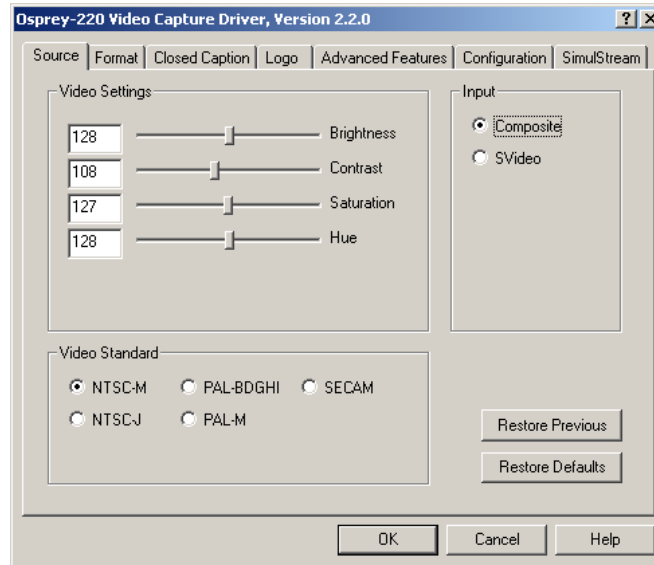 Osprey-220 Video Capture Driver, Version 2.2.0
Source Format Closed Caption Logo Advanced Features Configuration SimulStream
Video Settings
128 Brightness
108 Contrast
127 Saturation
128 Hue
Input
Composite
SVideo
Video Standard
NTSC-M PAL-BDGHI SECAM
NTSC-J PAL-M
Restore Previous
Restore Defaults
OK Cancel Help